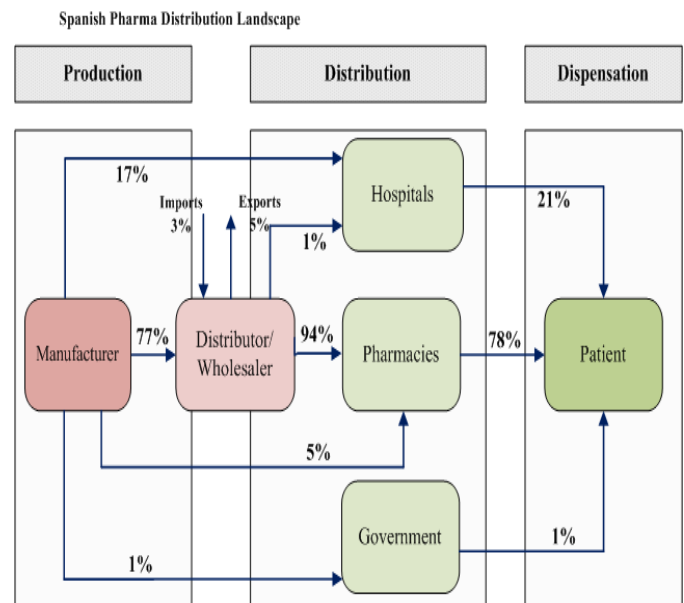 Spanish Pharma Distribution Landscape
Production
Distribution
Dispensation
17%
Imports
3%
Exports
5%
1%
Hospitals
21%
Manufacturer
77%
Distributor/
Wholesaler
94%
Pharmacies
78%
Patient
5%
Government
1%
1%